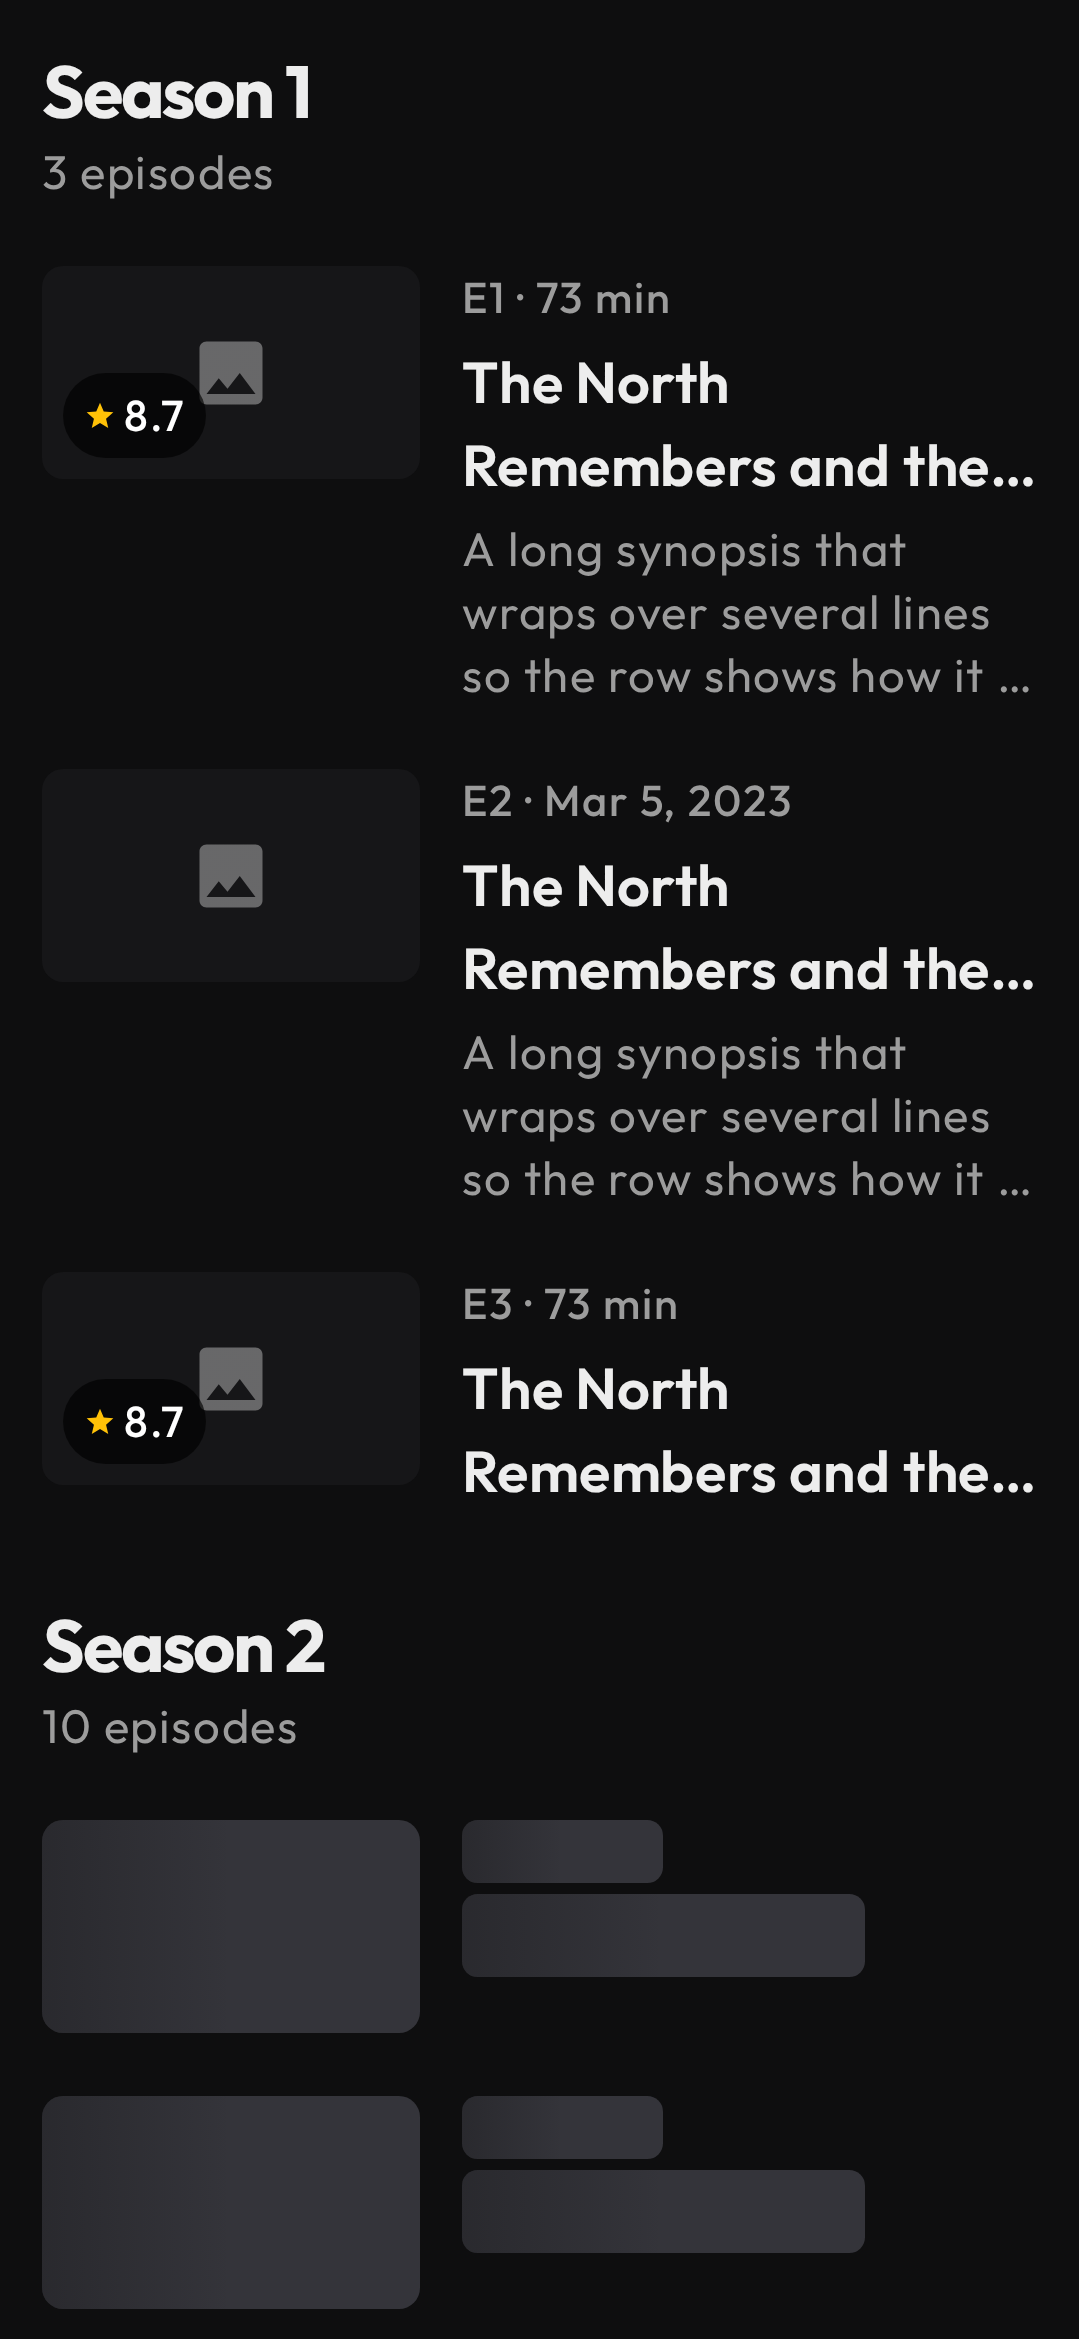 Season 1
3 episodes
E1 · 73 min
The North
Remembers and the...
8.7
A long synopsis that
wraps over several lines
so the row shows how it ...
E2 · Mar 5, 2023
The North
Remembers and the...
A long synopsis that
wraps over several lines
so the row shows how it ...
E3 · 73 min
The North
8.7
Remembers and the...
Season 2
10 episodes